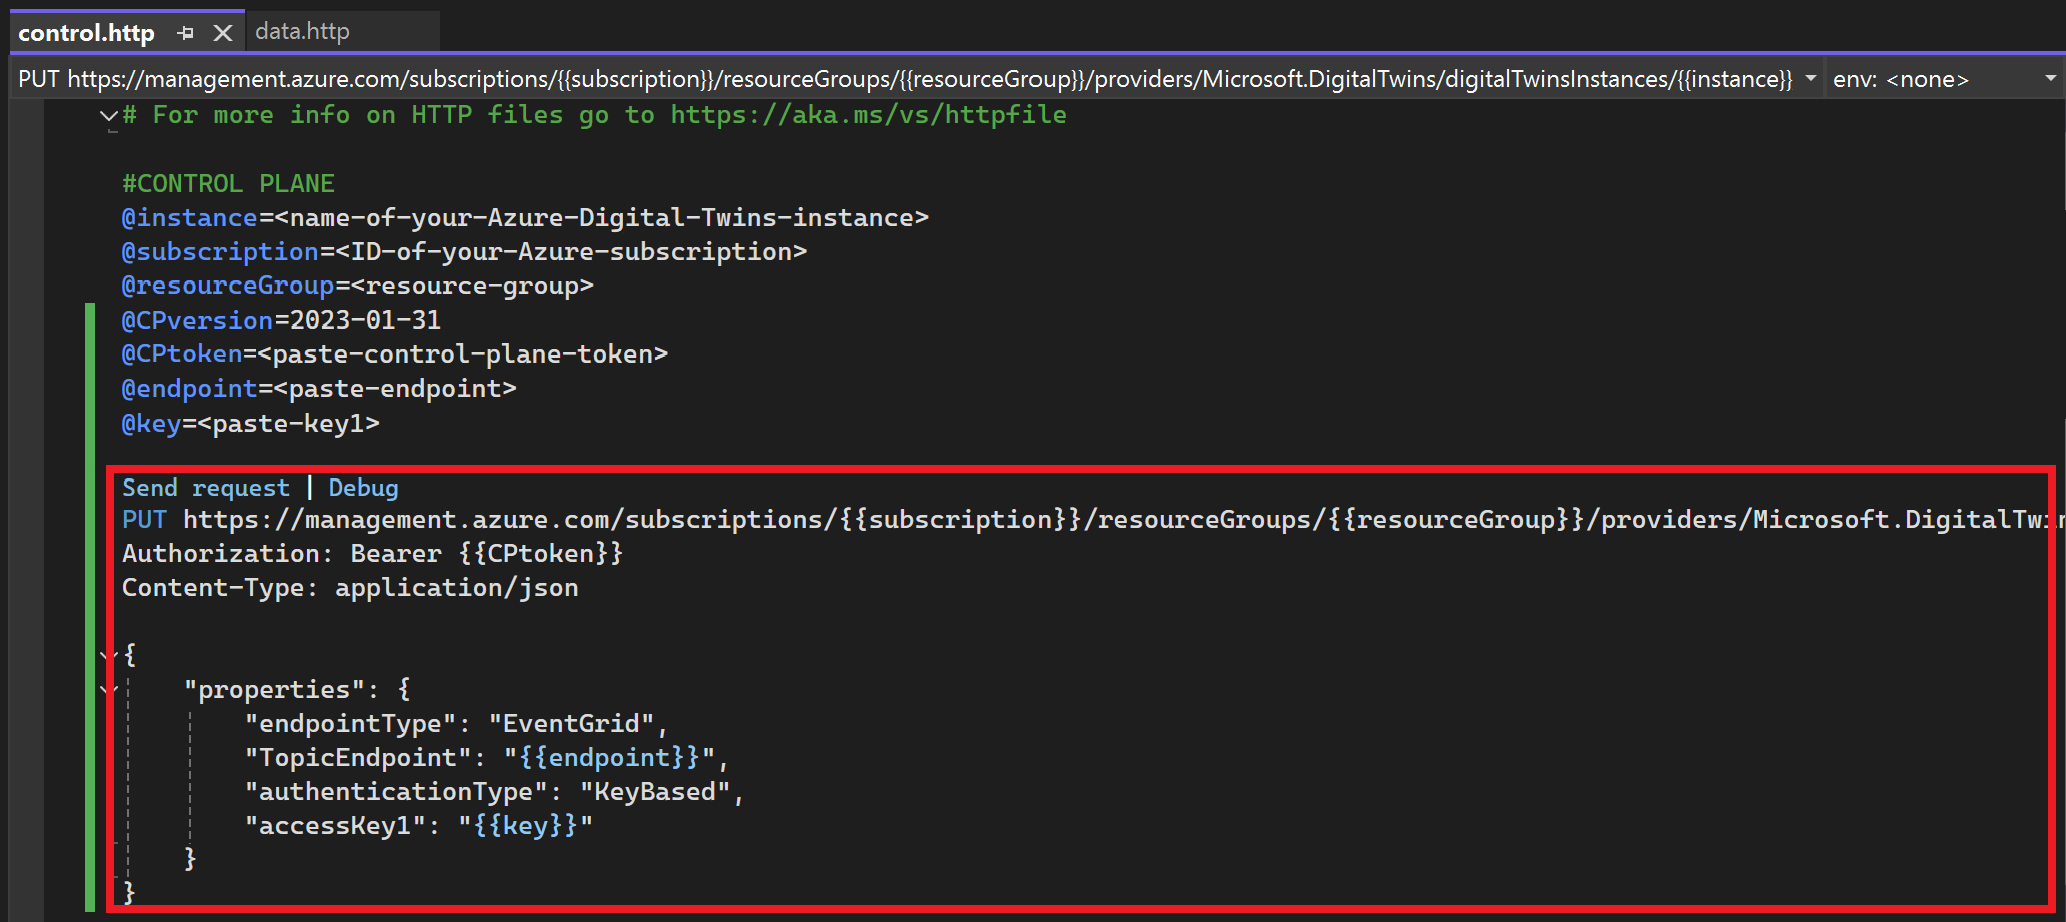 control.http data.http
PUT https://management.azure.com/subscriptions/{{subscription}}/resourceGroups/{{resourceGroup}}/providers/Microsoft.DigitalTwins/digitalTwinsInstances/{{instance}} env: <none>
# For more info on HTTP files go to https://aka.ms/vs/httpfile
#CONTROL PLANE
@instance=<name-of-your-Azure-Digital-Twins-instance>
@subscription=<ID-of-your-Azure-subscription>
@resourceGroup=<resource-group>
@CPversion=2023-01-31
@CPtoken=<paste-control-plane-token>
@endpoint=<paste-endpoint>
@key=<paste-key1>
Send request | Debug
PUT https://management.azure.com/subscriptions/{{subscription}}/resourceGroups/{{resourceGroup}}/providers/Microsoft.DigitalTwin
Authorization: Bearer {{CPtoken}}
Content-Type: application/json
{
"properties": {
"endpointType": "EventGrid",
"TopicEndpoint": "{{endpoint}}",
"authenticationType": "KeyBased",
"accessKey1": "{{key}}"
}
}